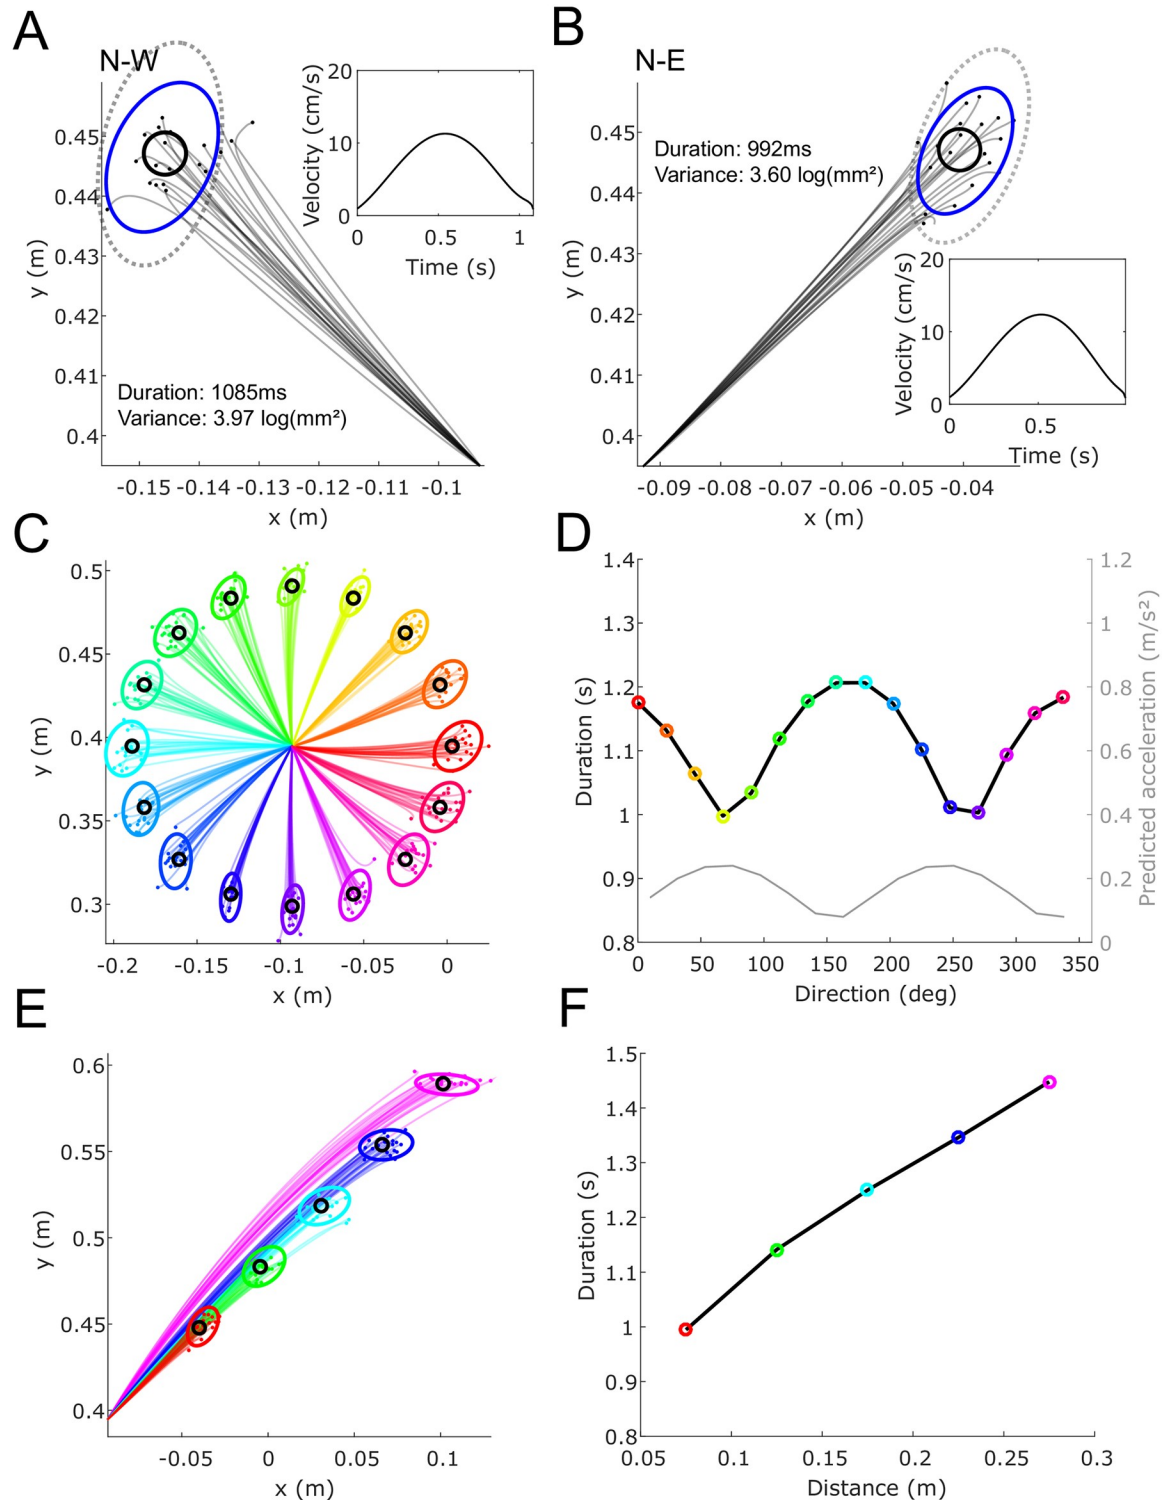 A
N-W
20
10
0
Velocity (cm/s)
0 0.5 1
Time (s)
0.45
0.44
0.43
0.42
0.41
0.4
y (m)
Duration: 1085ms
Variance: 3.97 log(mm²)
-0.15 -0.14 -0.13 -0.12 -0.11 -0.1
x (m)
B
N-E
Duration: 992ms
Variance: 3.60 log(mm²)
0.45
0.44
0.43
0.42
0.41
0.4
y (m)
20
10
0
Velocity (cm/s)
0 0.5
Time (s)
-0.09 -0.08 -0.07 -0.06 -0.05 -0.04
x (m)
C
0.5
0.45
0.4
0.35
0.3
y (m)
-0.2 -0.15 -0.1 -0.05 0
x (m)
D
1.4
1.3
1.2
1.1
1
0.9
0.8
Duration (s)
1.2
1
0.8
0.6
0.4
0.2
0
Predicted acceleration (m/s²)
0 50 100 150 200 250 300 350
Direction (deg)
E
0.6
0.55
0.5
0.45
0.4
y (m)
-0.05 0 0.05 0.1
x (m)
F
1.5
1.4
1.3
1.2
1.1
1
0.9
0.8
Duration (s)
0.05 0.1 0.15 0.2 0.25 0.3
Distance (m)